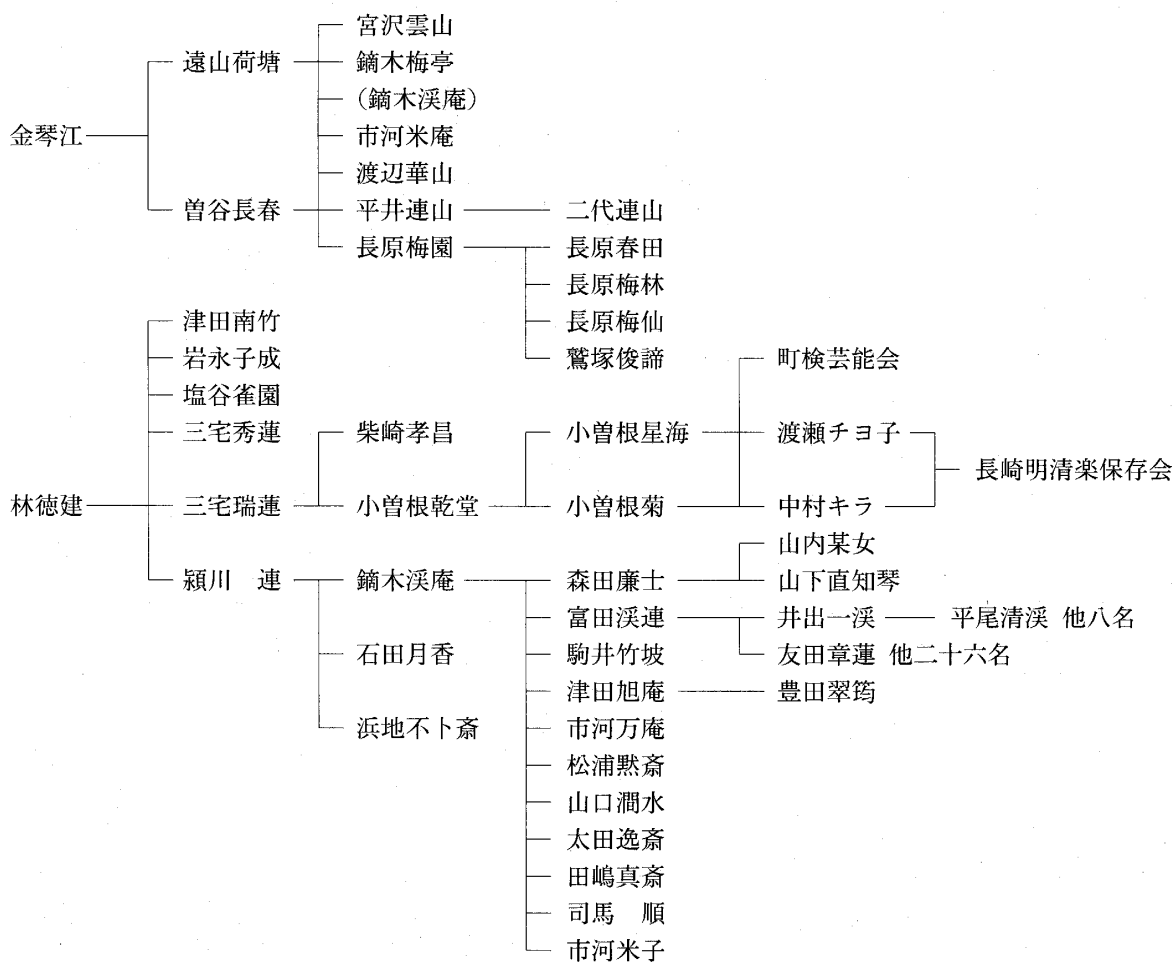 宮沢雲山
遠山荷塘 鏑木梅亭
(鏑木渓庵)
金琴江 市河米庵
渡辺華山
曽谷長春 平井連山 二代連山
長原梅園 長原春田
長原梅林
津田南竹 長原梅仙
岩永子成 鷲塚俊諦 町検芸能会
塩谷雀園
三宅秀蓮 柴崎孝昌 小曽根星海 渡瀬チヨ子
長崎明清楽保存会
林徳建 三宅瑞蓮 小曽根乾堂 小曽根菊 中村キラ
山内某女
潁川 連 鏑木渓庵 森田廉士 山下直知琴
富田渓連 井出一渓 平尾清渓 他八名
石田月香 駒井竹坡 友田章蓮 他二十六名
津田旭庵 豊田翠筠
浜地不卜斎 市河万庵
松浦黙斎
山口澗水
太田逸斎
田嶋真斎
司馬 順
市河米子